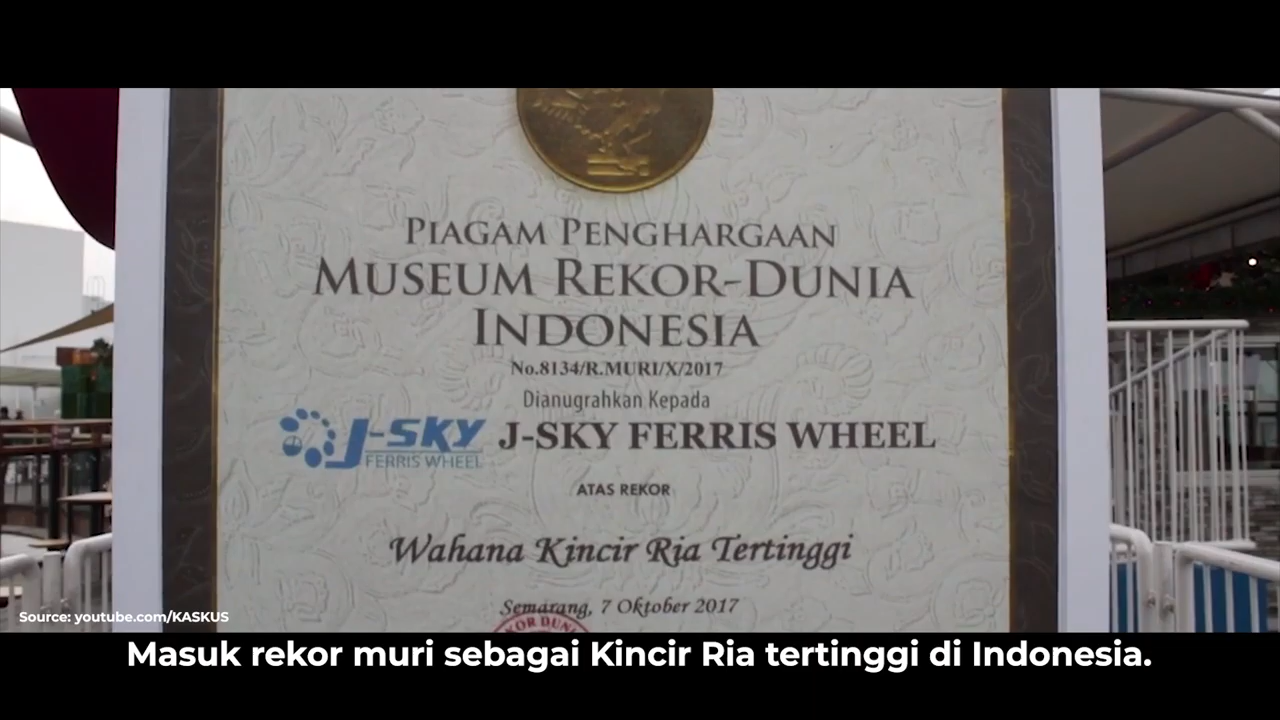 PIAGAM PENGHARGAAN
MUSEUM REKOR-DUNIA
INDONESIA
No.8134/R.MURI/X/2017
Dianugrahkan Kepada
J-SKY
FERRIS WHEEL
J-SKY FERRIS WHEEL
ATAS REKOR
Wahana Kincir Ria Tertinggi
Semarang, 7 Oktober 2017
KOR DUNI
Source: youtube.com/KASKUS
Masuk rekor muri sebagai Kincir Ria tertinggi di Indonesia.